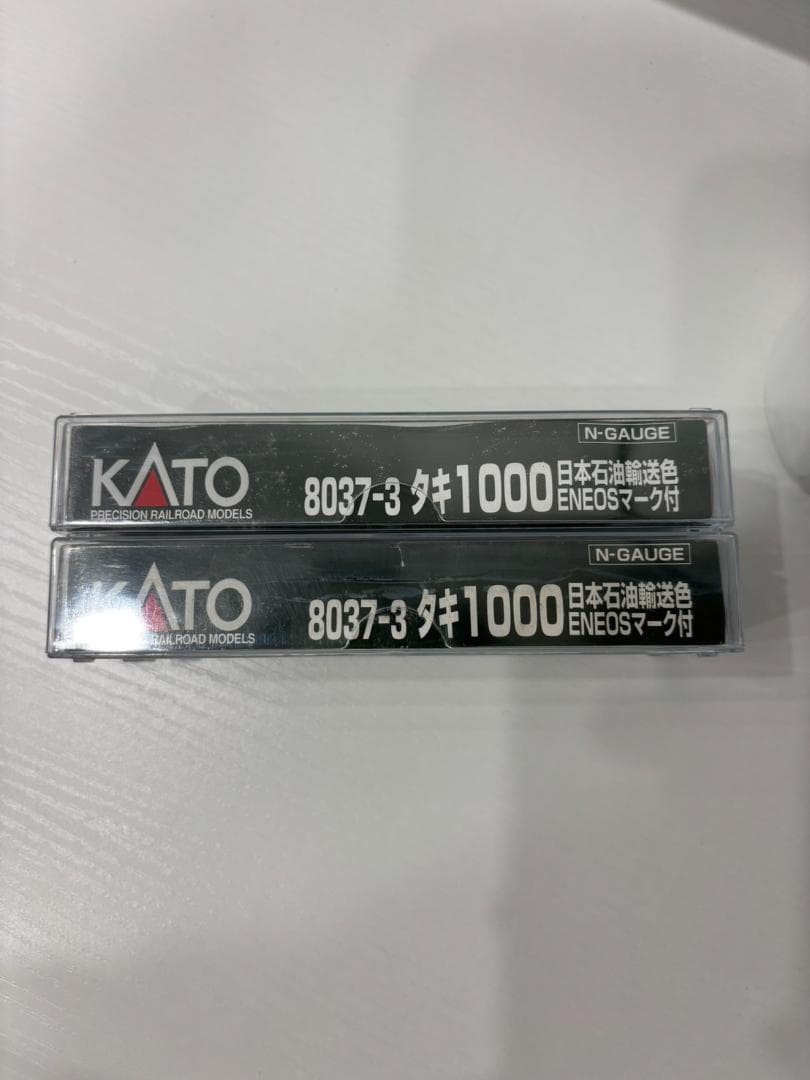 N-GAUGE
KATO
PRECISION RAILROAD MODELS
8037-3 タキ1000 日本石油輸送色
ENEOSマーク付
N-GAUGE
KATO
RAILROAD MODELS
8037-3 タキ1000 日本石油輸送色
ENEOSマーク付